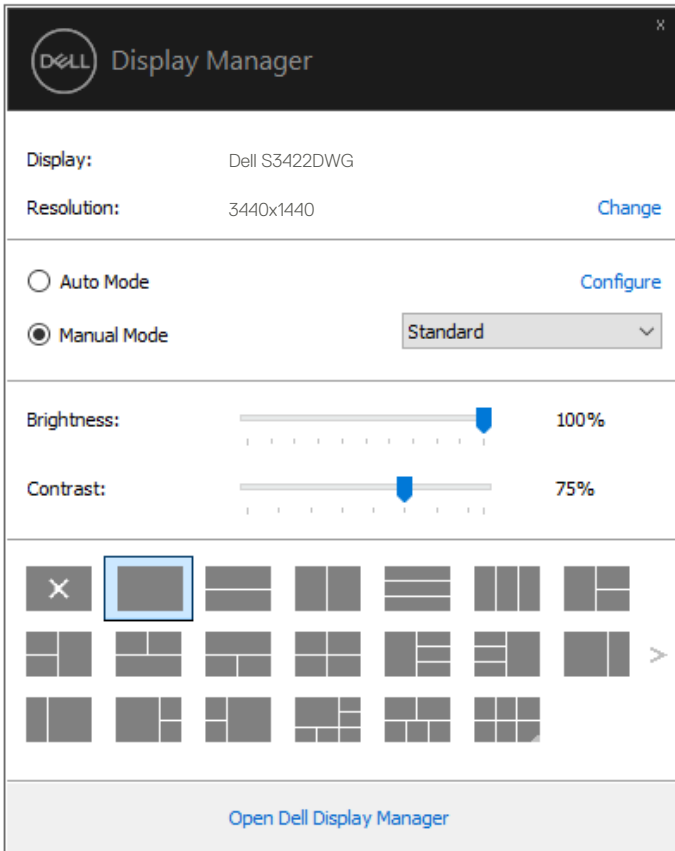 x
DELL Display Manager
Display: Dell S3422DWG
Resolution: 3440x1440 Change
Auto Mode Configure
Manual Mode Standard
Brightness: 100%
Contrast: 75%
Open Dell Display Manager